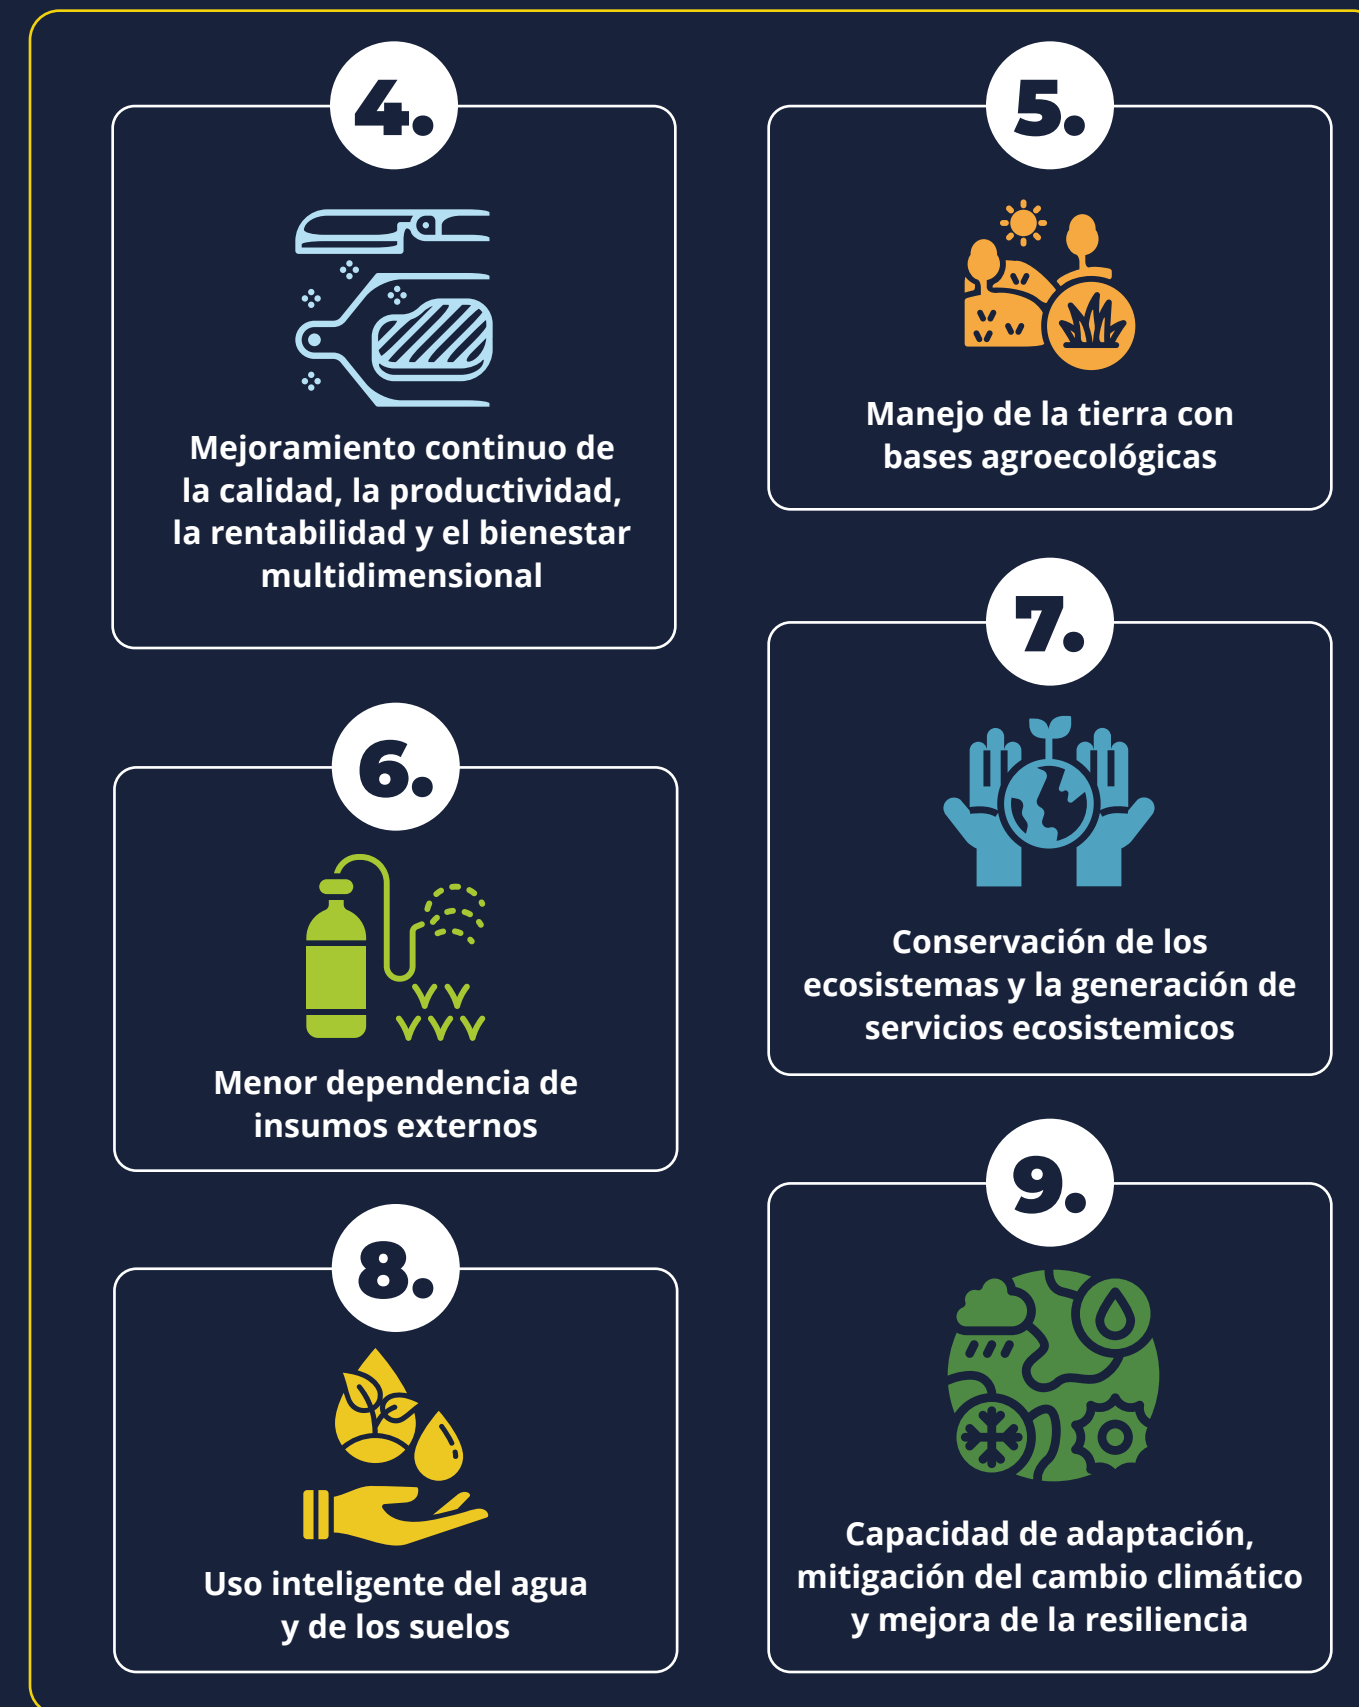 4.
Mejoramiento continuo de
la calidad, la productividad,
la rentabilidad y el bienestar
multidimensional
5.
Manejo de la tierra con
bases agroecológicas
6.
Menor dependencia de
insumos externos
7.
Conservación de los
ecosistemas y la generación de
servicios ecosistemicos
8.
Uso inteligente del agua
y de los suelos
9.
Capacidad de adaptación,
mitigación del cambio climático
y mejora de la resiliencia